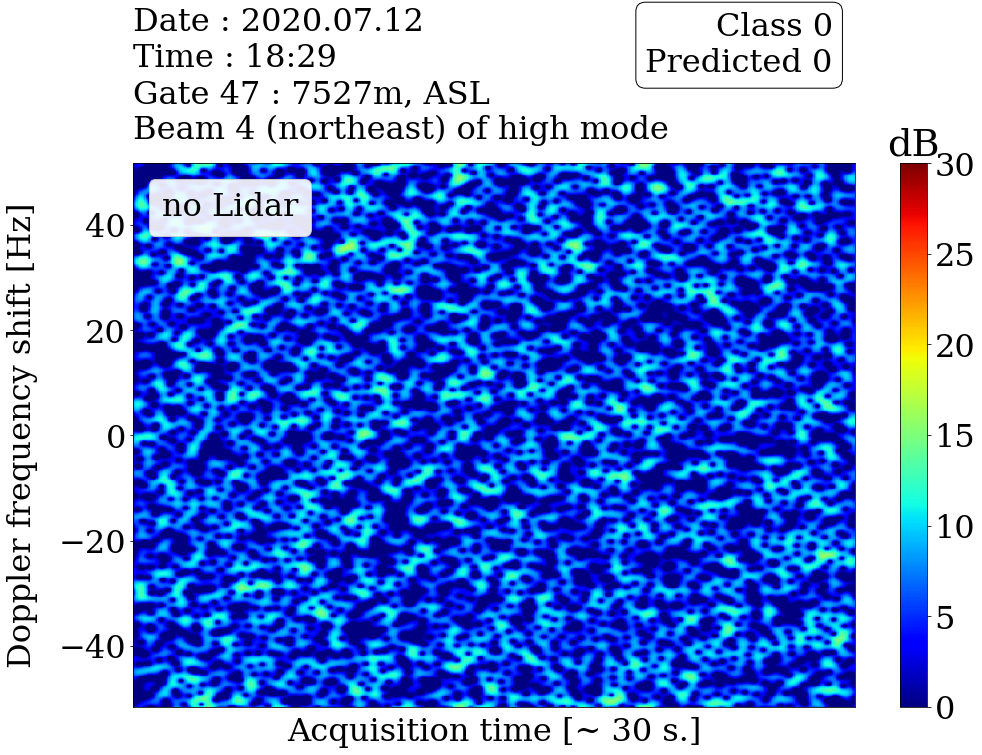 Date : 2020.07.12
Time : 18:29
Gate 47 : 7527m, ASL
Beam 4 (northeast) of high mode
Class 0
Predicted 0
dB
no Lidar
Doppler frequency shift [Hz]
40
20
0
−20
−40
Acquisition time [~ 30 s.]
30
25
20
15
10
5
0